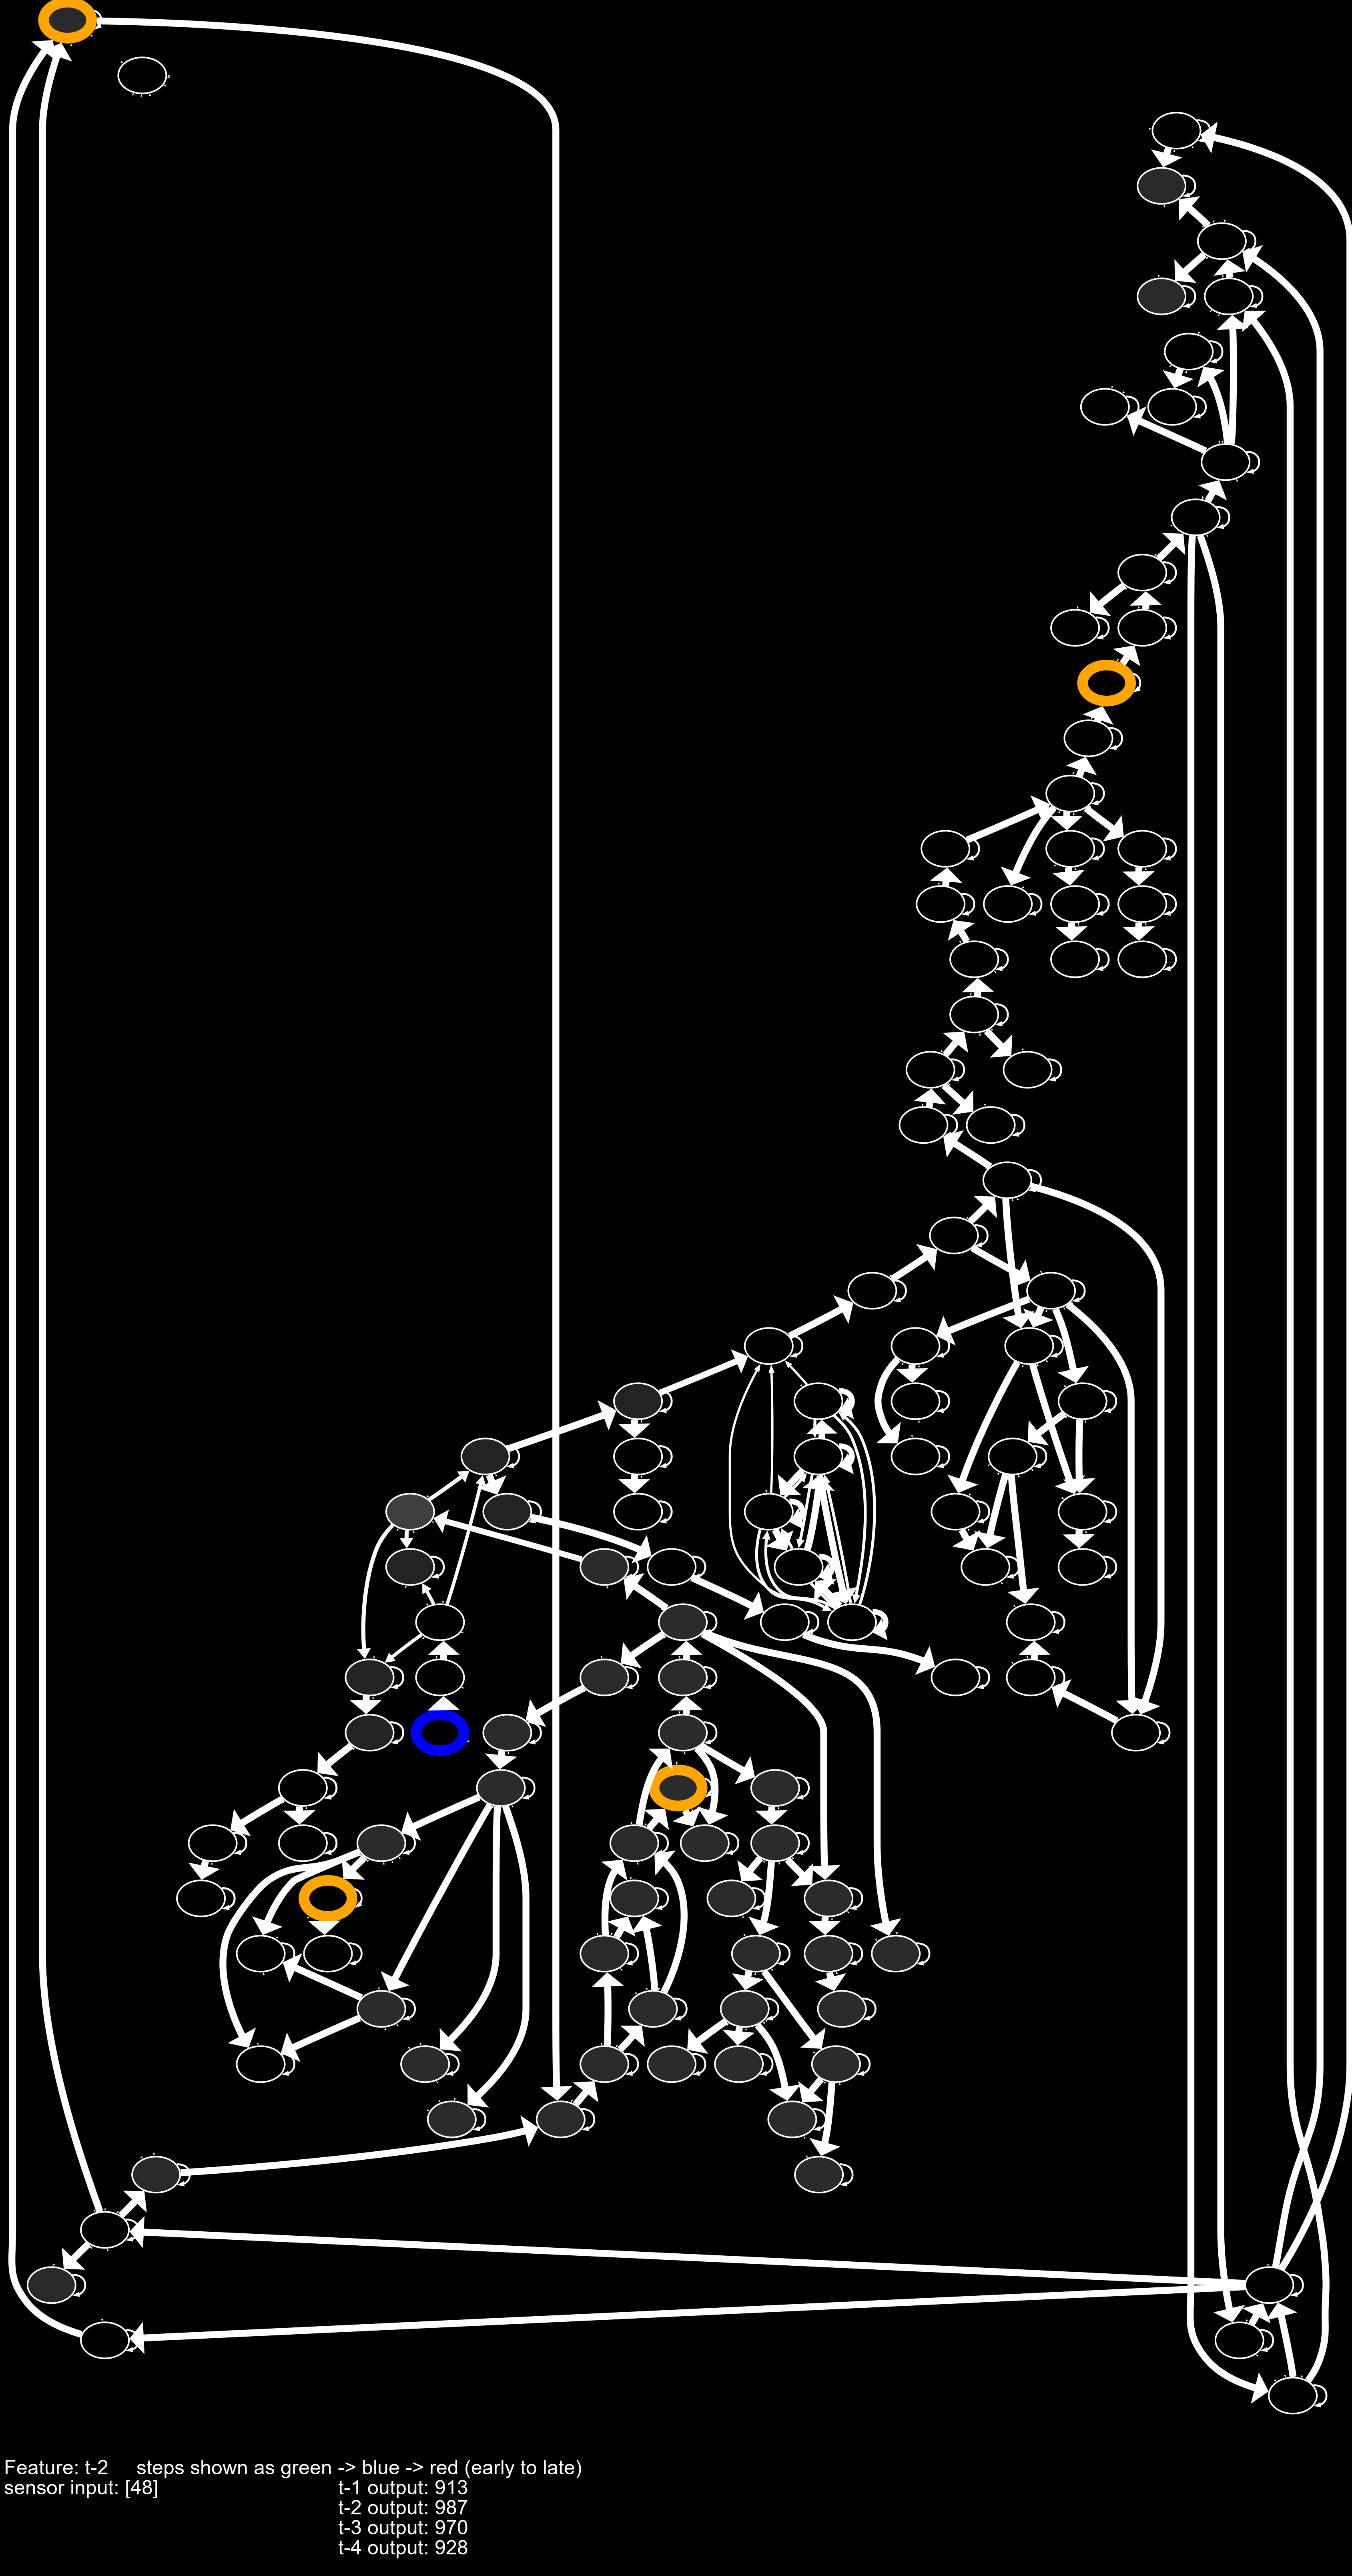 Feature: t-2 steps shown as green -> blue -> red (early to late)
sensor input: [48] t-1 output: 913
t-2 output: 987
t-3 output: 970
t-4 output: 928